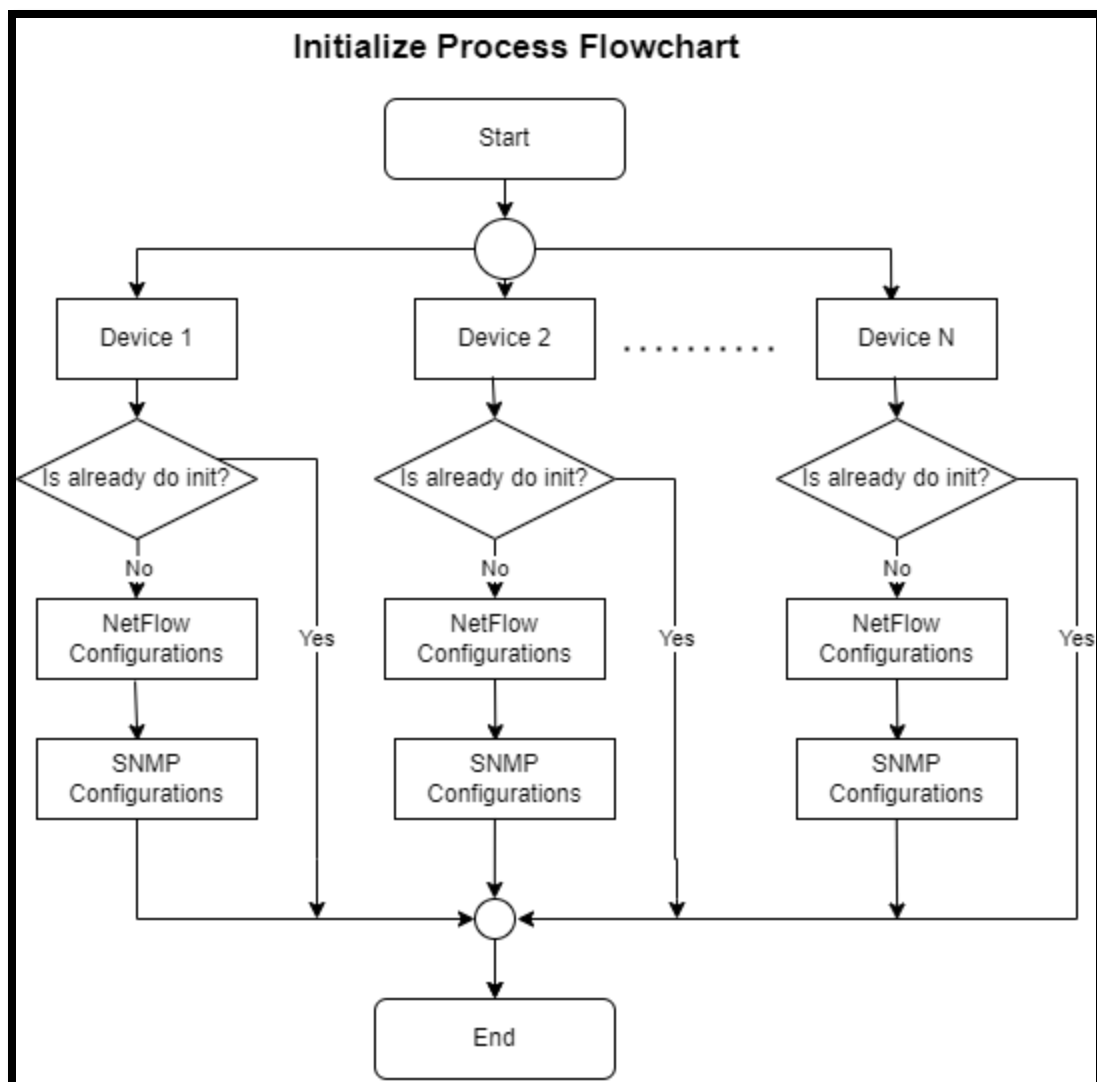 Initialize Process Flowchart
Start
Device 1
Device 2
..........
Device N
Is already do init?
Is already do init?
Is already do init?
No
No
No
NetFlow
Configurations
NetFlow
Configurations
NetFlow
Configurations
Yes
Yes
Yes
SNMP
Configurations
SNMP
Configurations
SNMP
Configurations
End